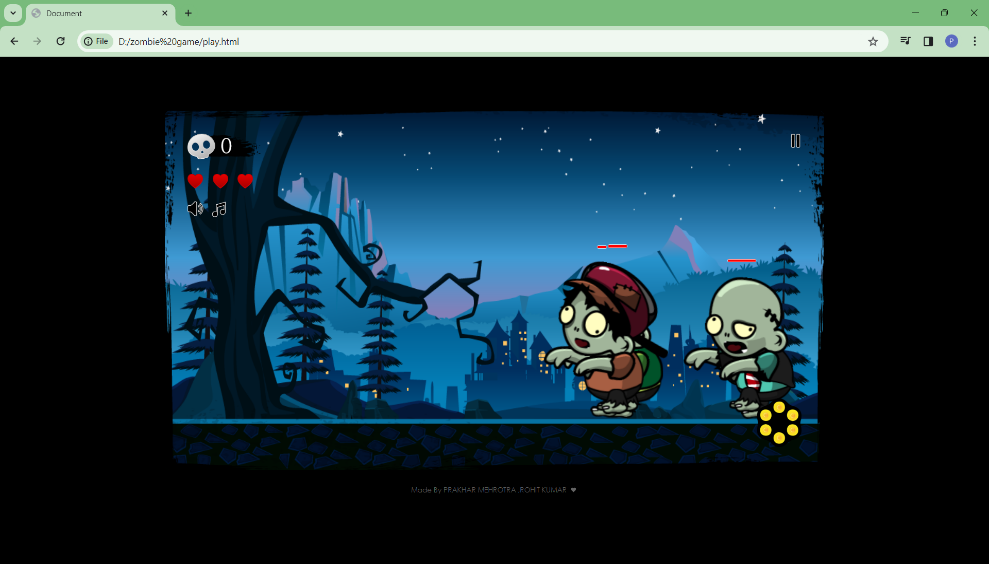 Document
File
D:/zombie%20game/play.html
P
0
Made By PRAKHAR MEHROTRA ,ROHIT KUMAR ❤